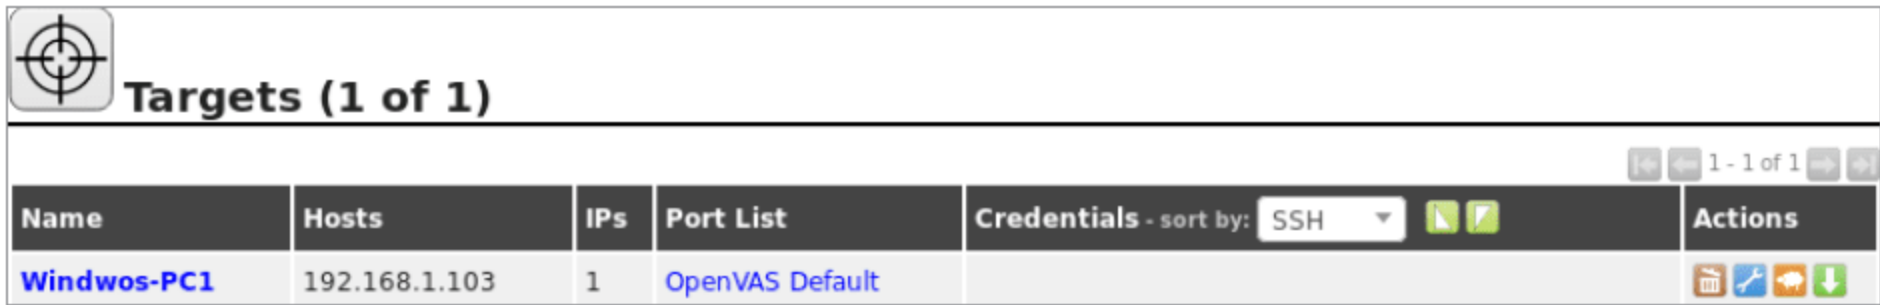 Targets (1 of 1)
1 - 1 of 1
Name Hosts IPs Port List Credentials - sort by: SSH Actions
Windwos-PC1 192.168.1.103 1 OpenVAS Default